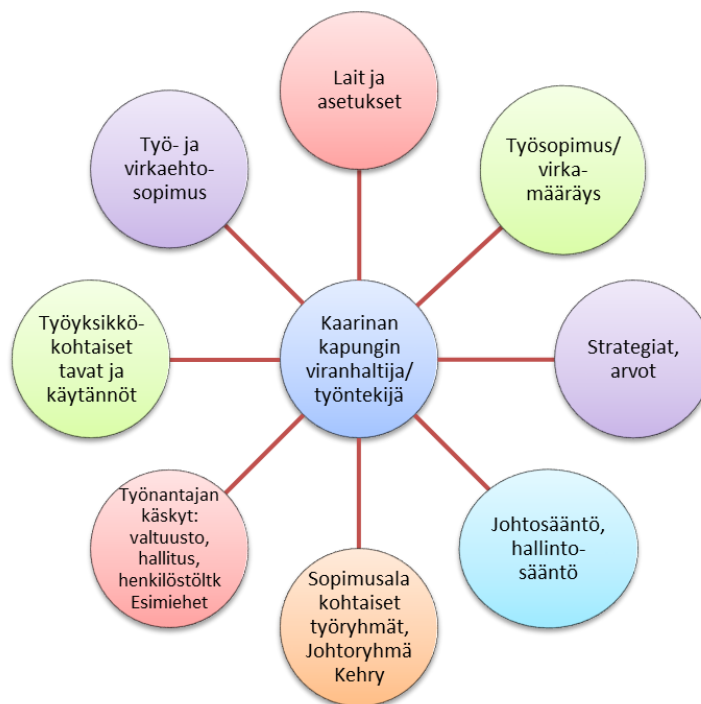 Lait ja
asetukset
Työsopimus/
virka-
määräys
Strategiat,
arvot
Johtosääntö,
hallinto-
sääntö
Sopimusala
kohtaiset
työryhmät,
Johtoryhmä
Kehry
Työnantajan
käskyt:
valtuusto,
hallitus,
henkilöstöltk
Esimiehet
Työyksikkö-
kohtaiset
tavat ja
käytännöt
Työ- ja
virkaehto-
sopimus
Kaarinan
kapungin
viranhaltija/
työntekijä